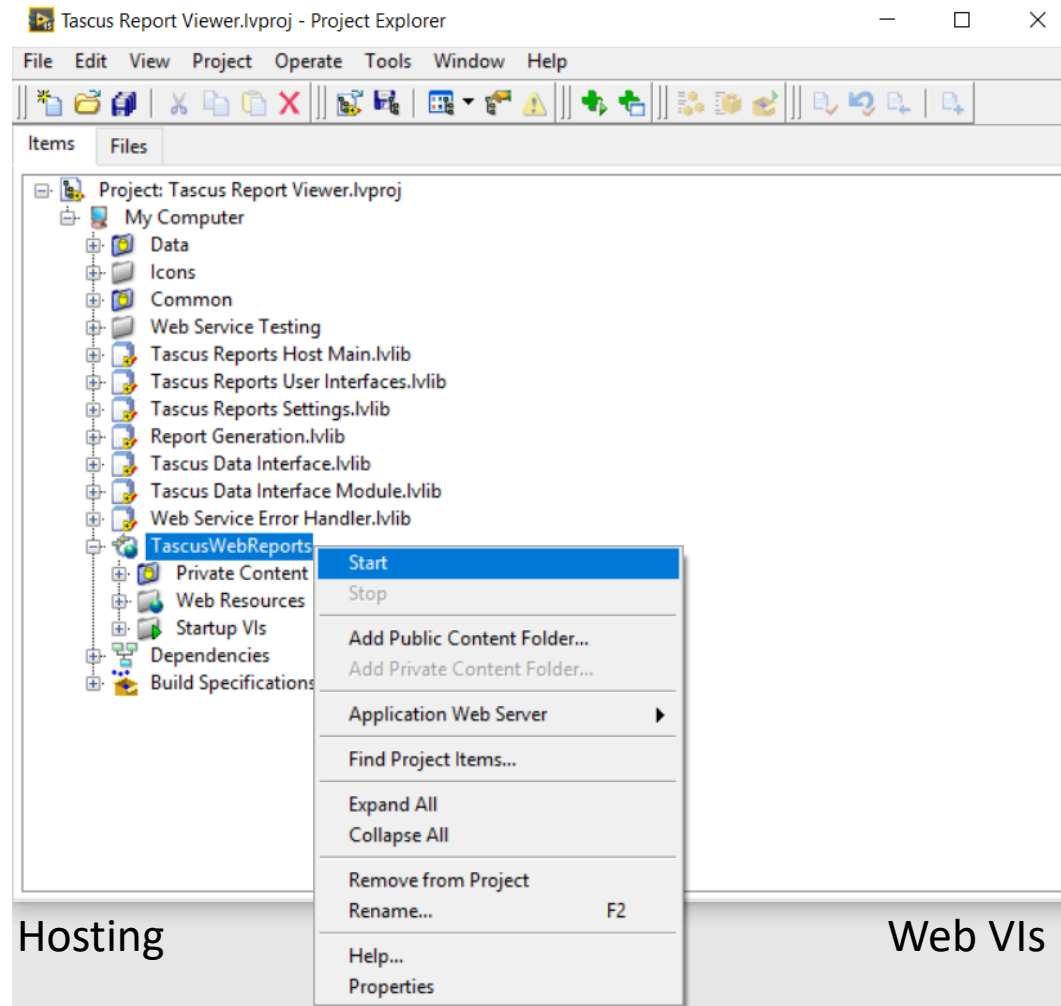 Tascus Report Viewer.lvproj - Project Explorer
File Edit View Project Operate Tools Window Help
Items Files
Project: Tascus Report Viewer.lvproj
My Computer
Data
Icons
Common
Web Service Testing
Tascus Reports Host Main.lvlib
Tascus Reports User Interfaces.lvlib
Tascus Reports Settings.lvlib
Report Generation.lvlib
Tascus Data Interface.lvlib
Tascus Data Interface Module.lvlib
Web Service Error Handler.lvlib
TascusWebReports
Private Content
Web Resources
Startup VIs
Dependencies
Build Specifications
Start
Stop
Add Public Content Folder...
Add Private Content Folder...
Application Web Server
Find Project Items...
Expand All
Collapse All
Remove from Project
Rename... F2
Help...
Properties
Hosting
Web VIs